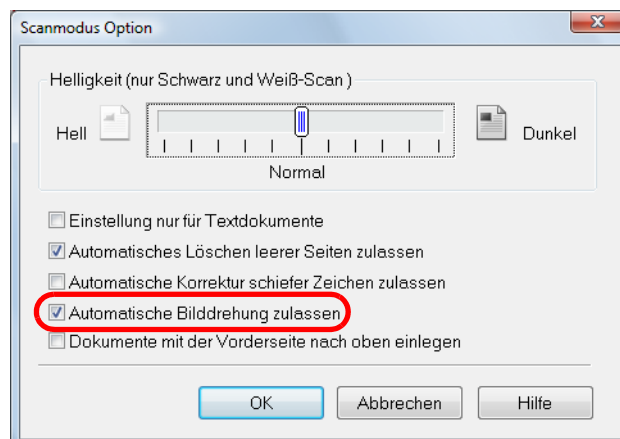 Scanmodus Option
Helligkeit (nur Schwarz und Weiß-Scan )
Hell
Dunkel
Normal
Einstellung nur für Textdokumente
Automatisches Löschen leerer Seiten zulassen
Automatische Korrektur schiefer Zeichen zulassen
Automatische Bilddrehung zulassen
Dokumente mit der Vorderseite nach oben einlegen
OK Abbrechen Hilfe